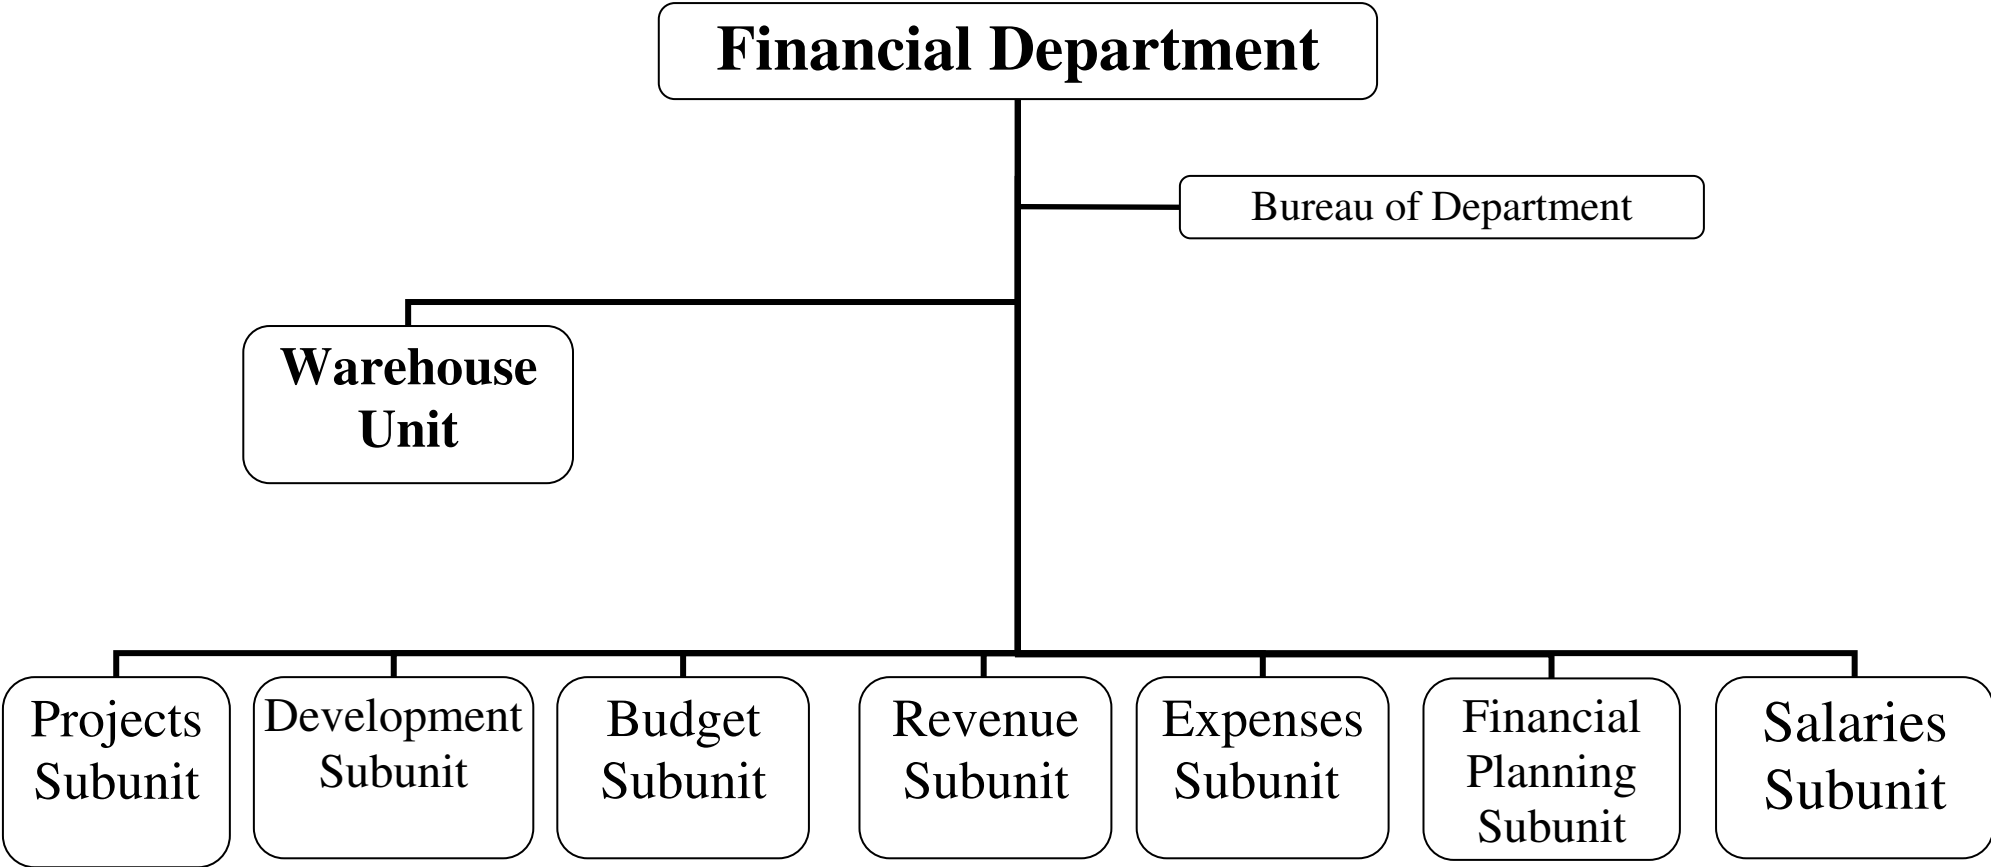 Financial Department
Bureau of Department
Warehouse
Unit
Projects
Subunit
Development
Subunit
Budget
Subunit
Revenue
Subunit
Expenses
Subunit
Financial
Planning
Subunit
Salaries
Subunit